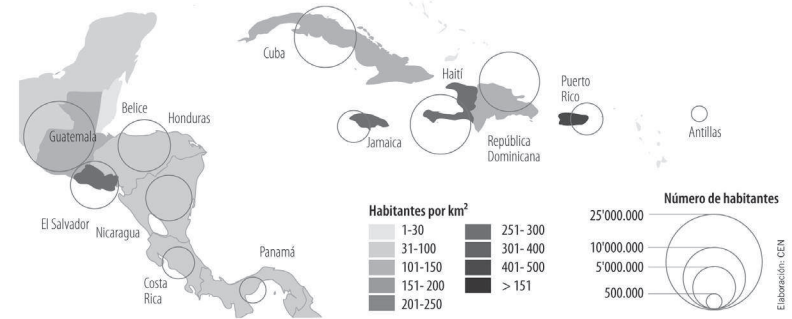 Cuba
Haití
Puerto
Rico
Belice
Honduras
Guatemala
Jamaica
República
Dominicana
Antillas
El Salvador
Nicaragua
Costa
Rica
Panamá
Habitantes por km²
1-30
31-100
101-150
151- 200
201-250
251- 300
301- 400
401- 500
> 151
Número de habitantes
25'000.000
10'000.000
5'000.000
500.000
Elaboración: CEN